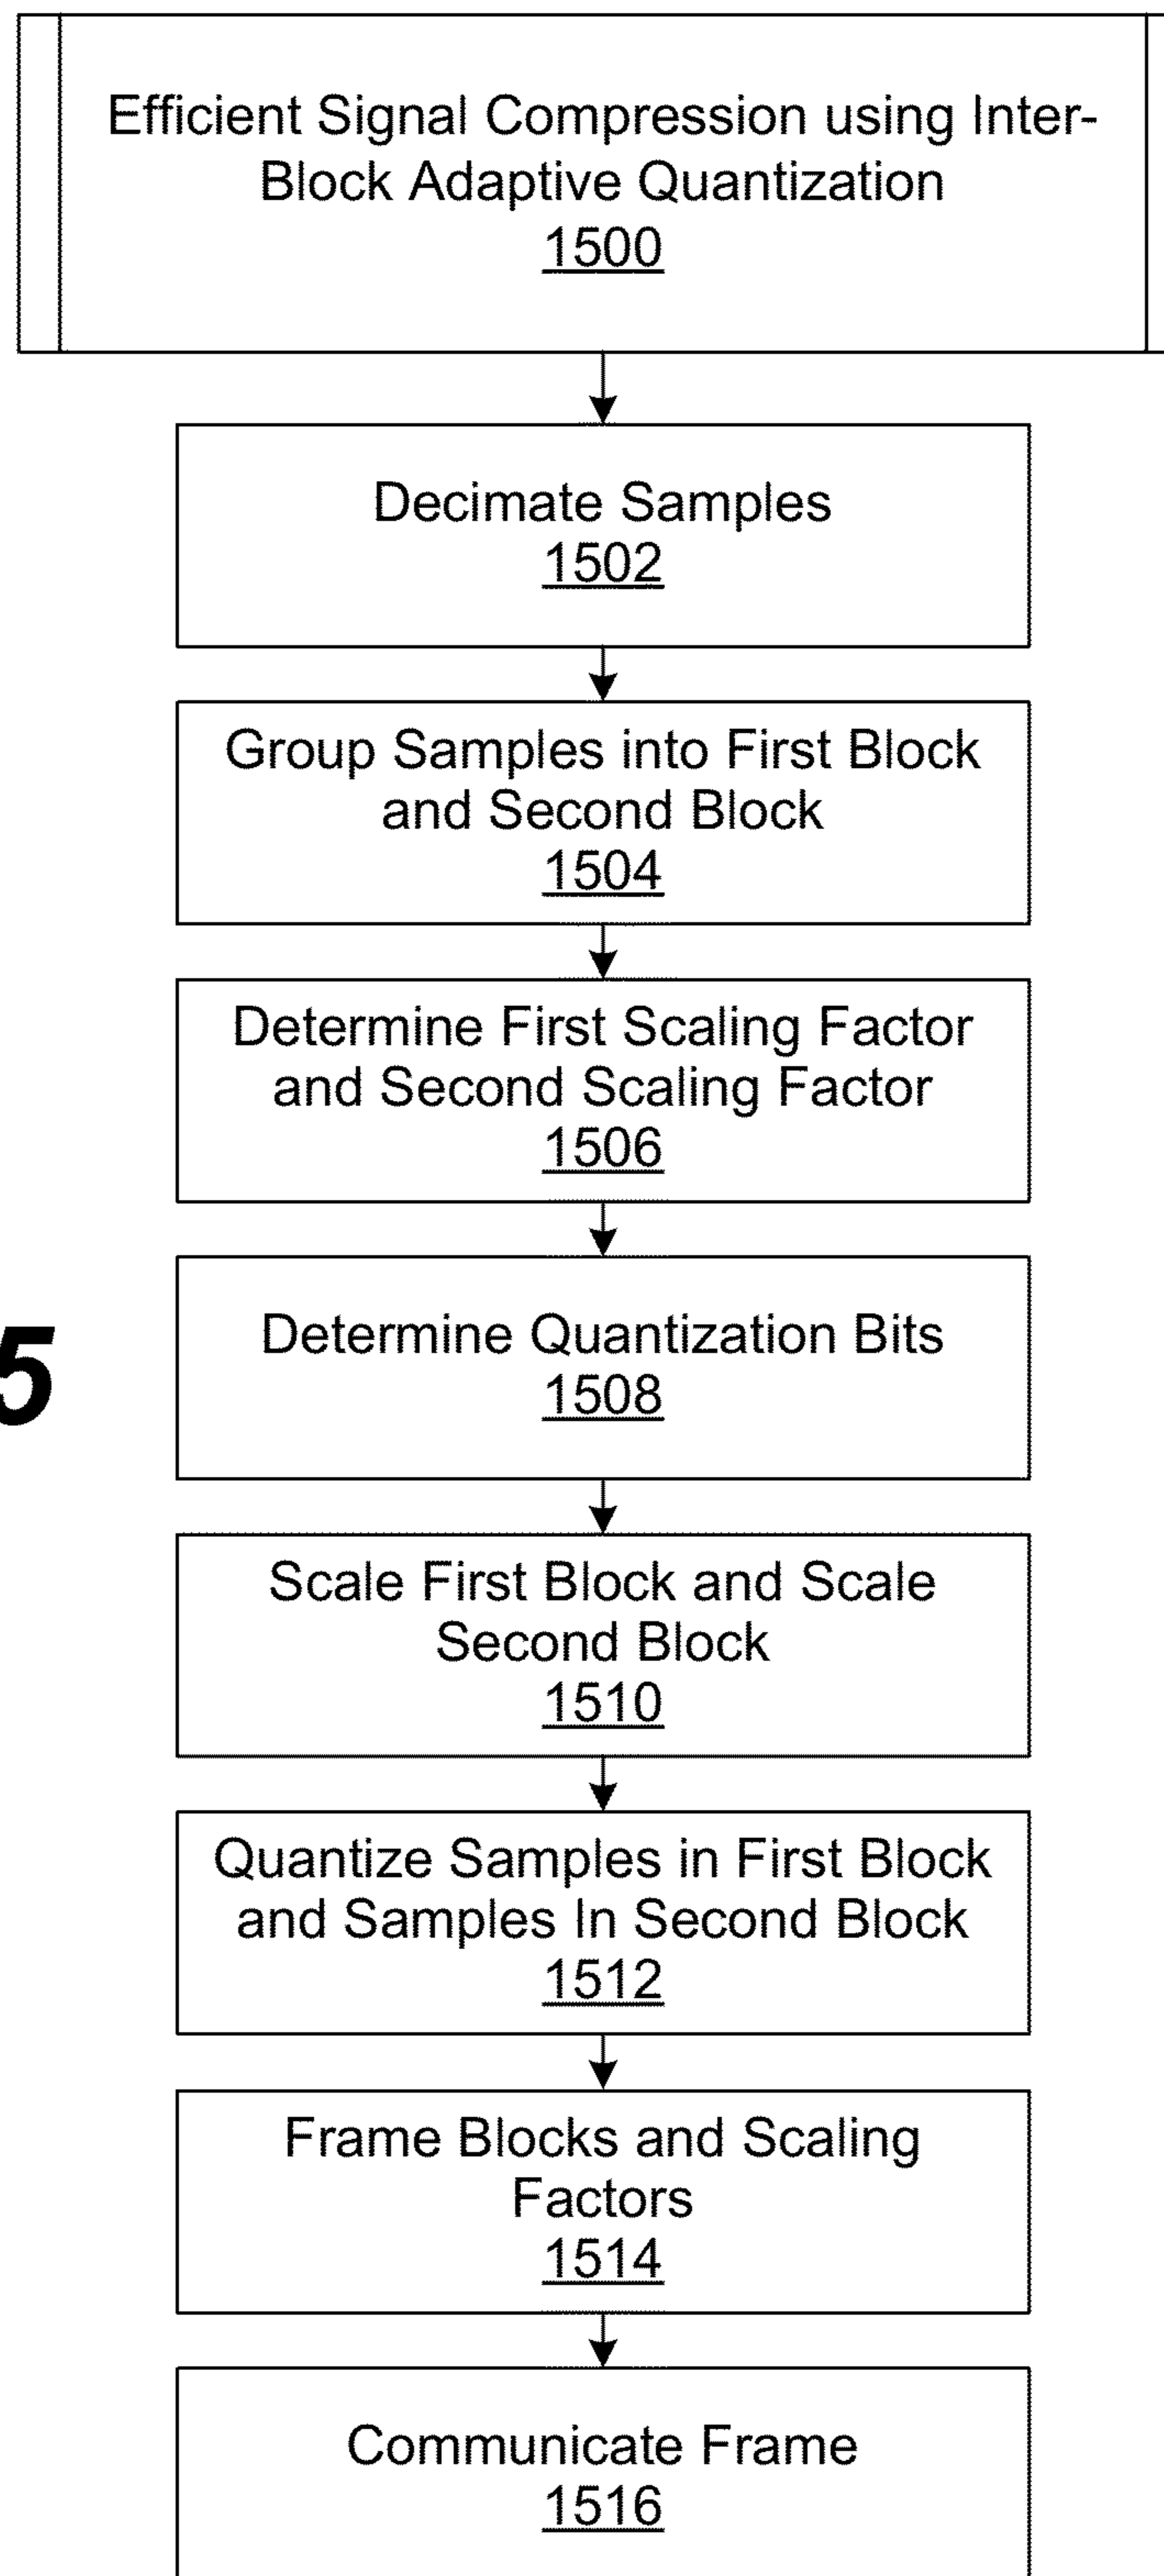 Efficient Signal Compression using Inter-
Block Adaptive Quantization
1500
Decimate Samples
1502
Group Samples into First Block
and Second Block
1504
Determine First Scaling Factor
and Second Scaling Factor
1506
5
Determine Quantization Bits
1508
Scale First Block and Scale
Second Block
1510
Quantize Samples in First Block
and Samples In Second Block
1512
Frame Blocks and Scaling
Factors
1514
Communicate Frame
1516